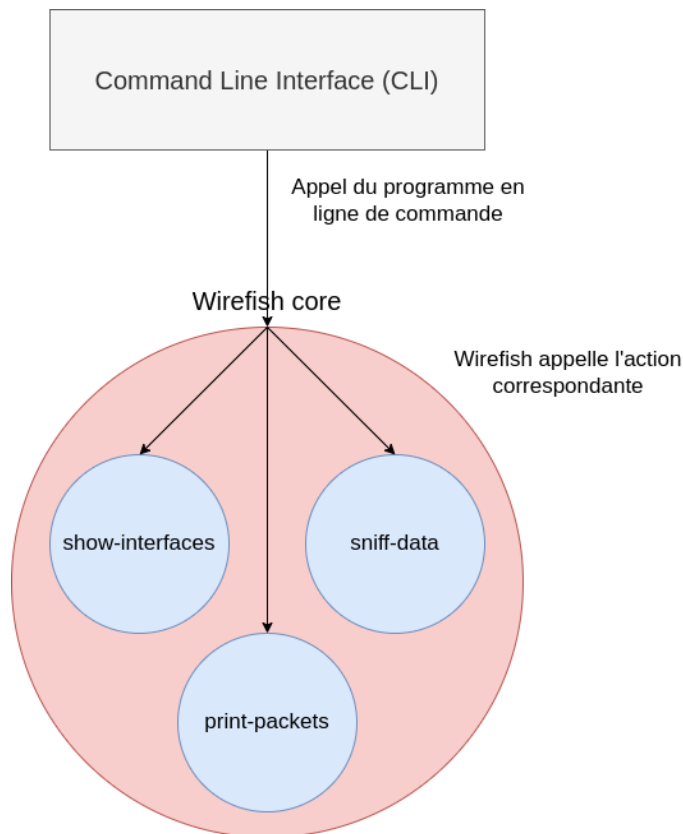 Command Line Interface (CLI)
Appel du programme en
ligne de commande
Wirefish core
Wirefish appelle l'action
correspondante
show-interfaces
sniff-data
print-packets